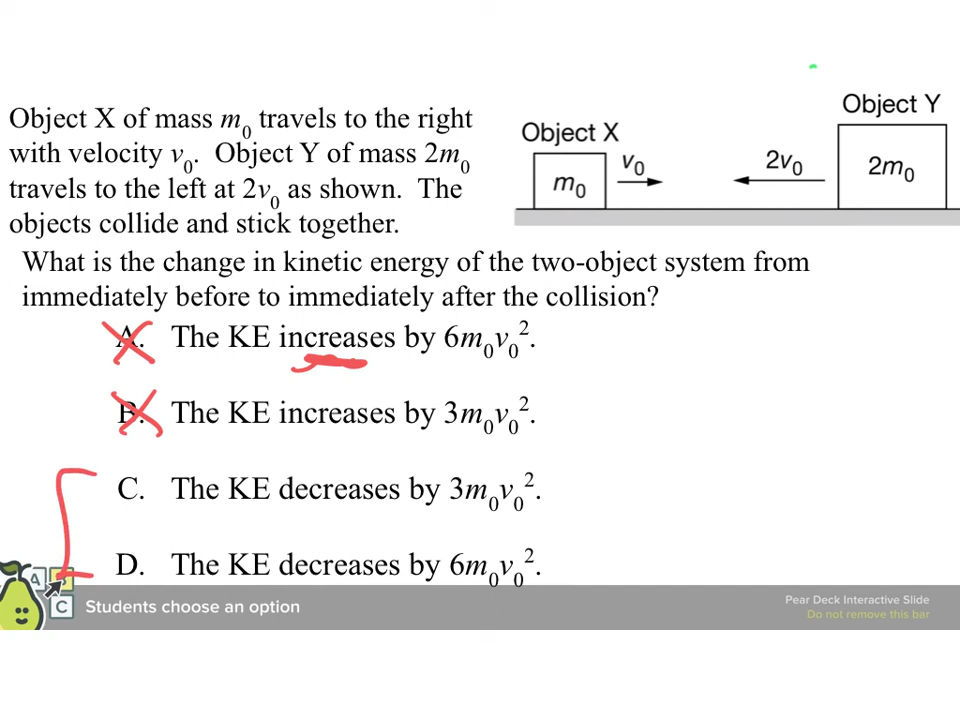 Object X of mass m₀ travels to the right
with velocity v₀. Object Y of mass 2m₀
travels to the left at 2v₀ as shown. The
objects collide and stick together.
Object X
m₀
v₀
2v₀
Object Y
2m₀
What is the change in kinetic energy of the two-object system from
immediately before to immediately after the collision?
A. The KE increases by 6m₀v₀².
B. The KE increases by 3m₀v₀².
C. The KE decreases by 3m₀v₀².
D. The KE decreases by 6m₀v₀².
A
C
Students choose an option
Pear Deck Interactive Slide
Do not remove this bar